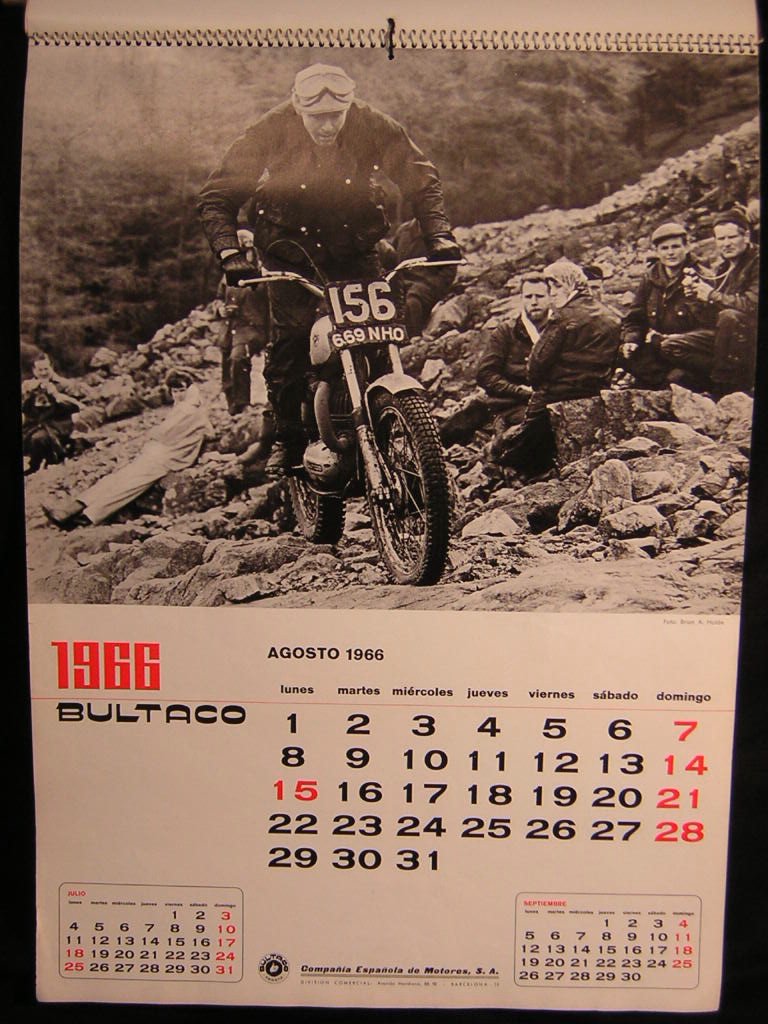 156
669 NHO
Foto: Brian A. Holde
1966
BULTACO
AGOSTO 1966
lunes martes miércoles jueves viernes sábado domingo
1 2 3 4 5 6 7
8 9 10 11 12 13 14
15 16 17 18 19 20 21
22 23 24 25 26 27 28
29 30 31
JULIO
lunes martes miércoles jueves viernes sábado domingo
1 2 3
4 5 6 7 8 9 10
11 12 13 14 15 16 17
18 19 20 21 22 23 24
25 26 27 28 29 30 31
BULTACO
Compañía Española de Motores, S. A.
DIVISION COMERCIAL: BARCELONA
SEPTIEMBRE
lunes martes miércoles jueves viernes sábado domingo
1 2 3 4
5 6 7 8 9 10 11
12 13 14 15 16 17 18
19 20 21 22 23 24 25
26 27 28 29 30